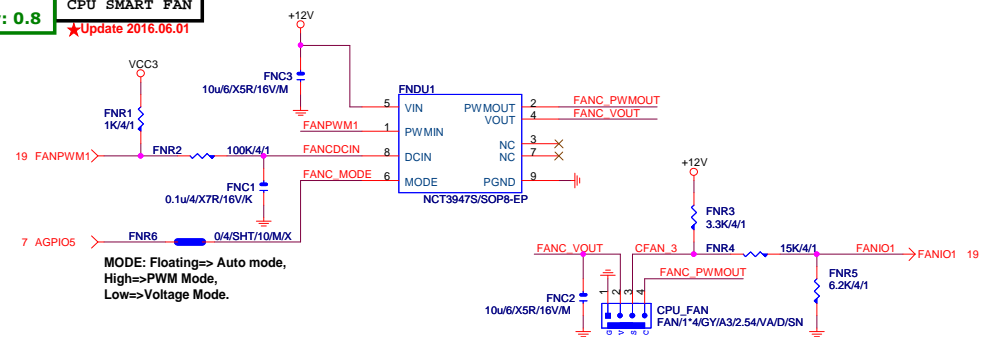 : 0.8
CPU SMART FAN
★Update 2016.06.01
+12V
VCC3
FNC3
10u/6/X5R/16V/M
FNDU1
FNR1
1K/4/1
5 VIN
PWMOUT 2 FANC_PWMOUT
VOUT 4 FANC_VOUT
FANPWM1 1 PWMIN
NC 3
19 FANPWM1
FNR2 100K/4/1
FANCDCIN 8 DCIN
NC 7
FANC_MODE 6 MODE
PGND 9
FNC1
0.1u/4/X7R/16V/K
NCT3947S/SOP8-EP
+12V
FNR3
3.3K/4/1
7 AGPIO5
FNR6 0/4/SHT/10/M/X
MODE: Floating=> Auto mode,
High=>PWM Mode,
Low=>Voltage Mode.
FANC_VOUT
CFAN_3
FNR4 15K/4/1
FANIO1
FANIO1 19
FANC_PWMOUT
FNR5
6.2K/4/1
FNC2
10u/6/X5R/16V/M
1 2 3 4
G V S C
CPU_FAN
FAN/1*4/GY/A3/2.54/VA/D/SN